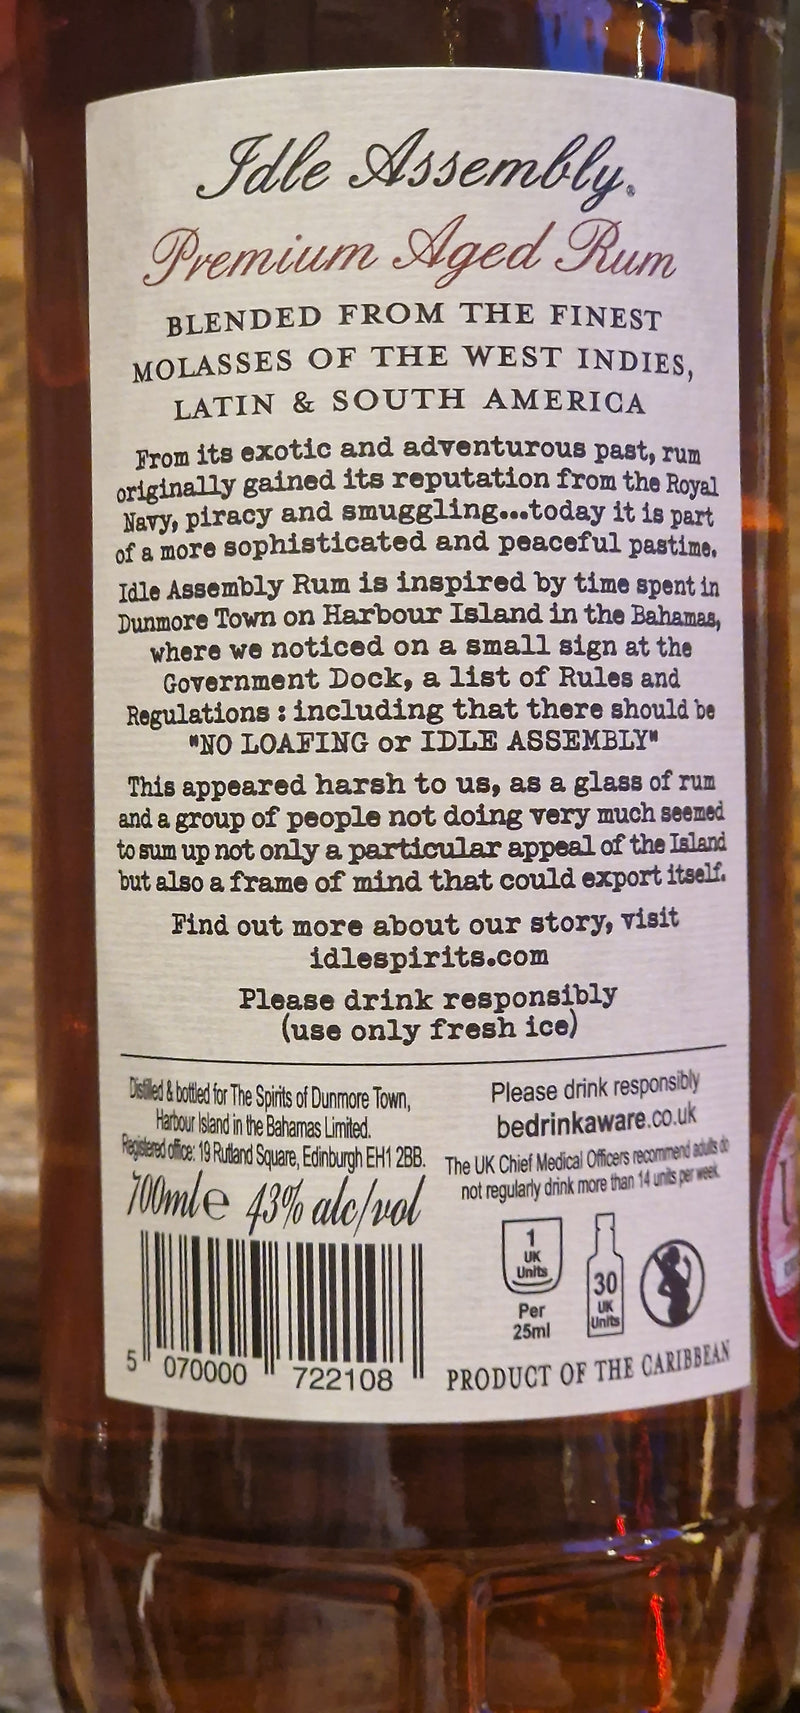 Idle Assembly®
Premium Aged Rum
BLENDED FROM THE FINEST
MOLASSES OF THE WEST INDIES,
LATIN & SOUTH AMERICA
From its exotic and adventurous past, rum
originally gained its reputation from the Royal
Navy, piracy and smuggling...today it is part
of a more sophisticated and peaceful pastime.
Idle Assembly Rum is inspired by time spent in
Dunmore Town on Harbour Island in the Bahamas,
where we noticed on a small sign at the
Government Dock, a list of Rules and
Regulations : including that there should be
"NO LOAFING or IDLE ASSEMBLY"
This appeared harsh to us, as a glass of rum
and a group of people not doing very much seemed
to sum up not only a particular appeal of the Island
but also a frame of mind that could export itself.
Find out more about our story, visit
idlespirits.com
Please drink responsibly
(use only fresh ice)
Distilled & bottled for The Spirits of Dunmore Town,
Harbour Island in the Bahamas Limited.
Registered office: 19 Rutland Square, Edinburgh EH1 2BB.
700ml e 43% alc/vol
5 070000 722108
Please drink responsibly
bedrinkaware.co.uk
The UK Chief Medical Officers recommend adults do
not regularly drink more than 14 units per week.
1
UK
Units
Per
25ml
30
UK
Units
PRODUCT OF THE CARIBBEAN